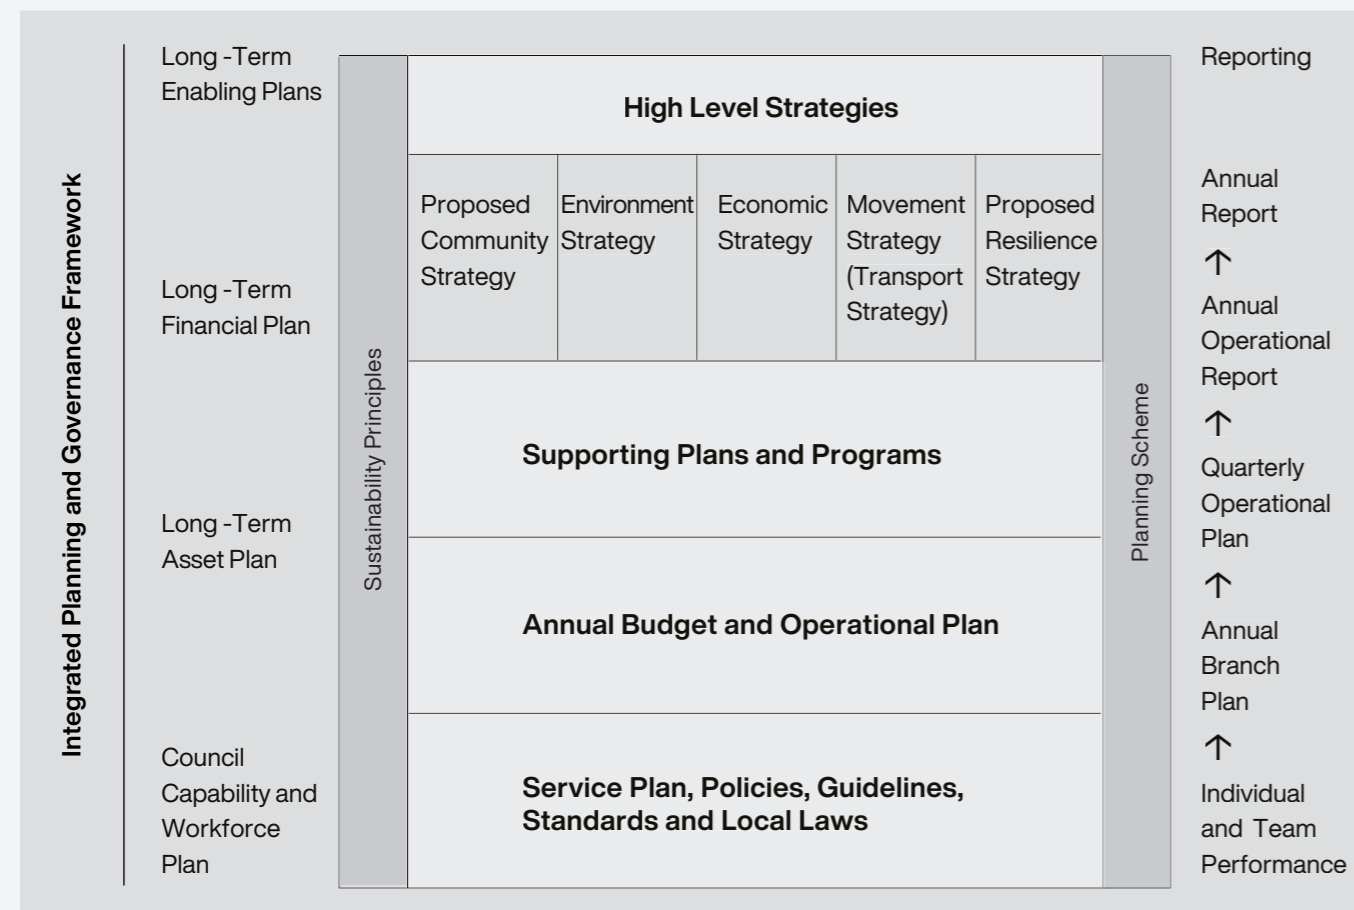 Integrated Planning and Governance Framework
Long -Term
Enabling Plans
Long -Term
Financial Plan
Long -Term
Asset Plan
Council
Capability and
Workforce
Plan
Sustainability Principles
High Level Strategies
Proposed
Community
Strategy
Environment
Strategy
Economic
Strategy
Movement
Strategy
(Transport
Strategy)
Proposed
Resilience
Strategy
Supporting Plans and Programs
Annual Budget and Operational Plan
Service Plan, Policies, Guidelines,
Standards and Local Laws
Planning Scheme
Reporting
Annual
Report
↑
Annual
Operational
Report
↑
Quarterly
Operational
Plan
↑
Annual
Branch
Plan
↑
Individual
and Team
Performance